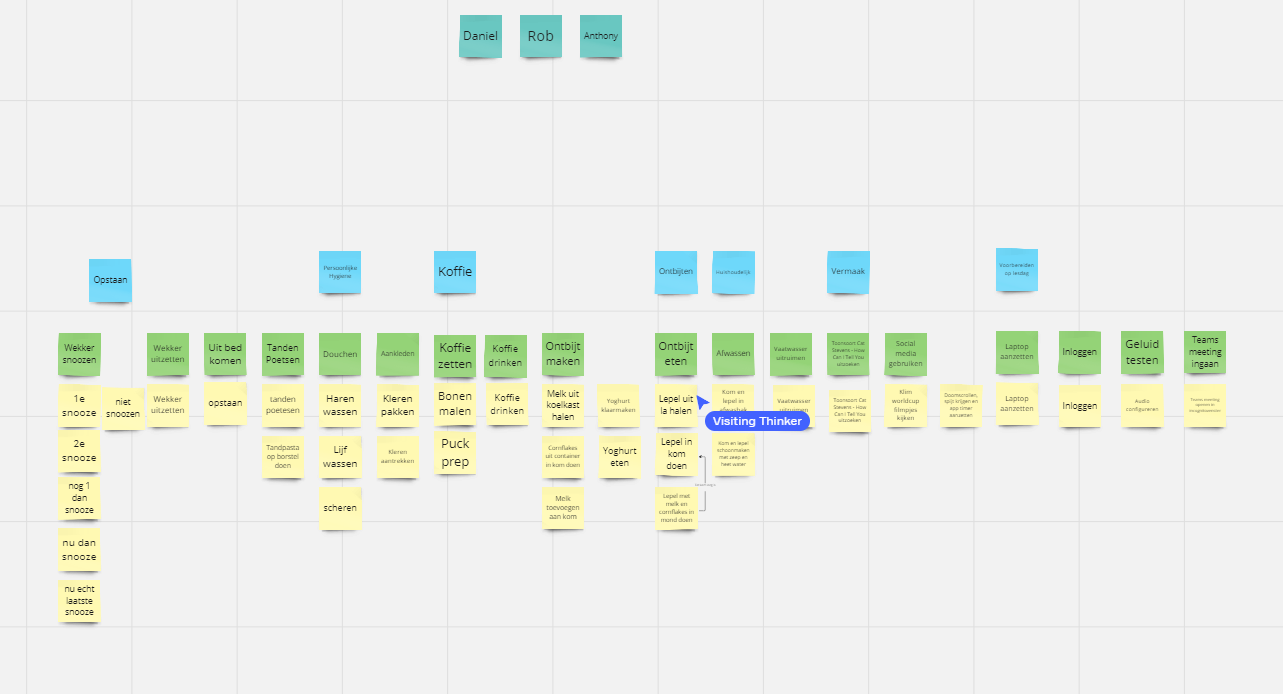 Daniel
Rob
Anthony
Opstaan
Persoonlijke
Hygiene
Koffie
Ontbijten
Huishoudelijk
Vermaak
Voorbereiden
op lesdag
Wekker
snoozen
Wekker
uitzetten
Uit bed
komen
Tanden
Poetsen
Douchen
Aankleden
Koffie
zetten
Koffie
drinken
Ontbijt
maken
Ontbijt
eten
Afwassen
Vaatwasser
uitruimen
Toonsoort Cat
Stevens - How
Can I Tell You
uitzoeken
Social
media
gebruiken
Laptop
aanzetten
Inloggen
Geluid
testen
Teams
meeting
ingaan
1e
snooze
niet
snoozen
Wekker
uitzetten
opstaan
tanden
poetesen
Haren
wassen
Kleren
pakken
Bonen
malen
Koffie
drinken
Melk uit
koelkast
halen
Yoghurt
klaarmaken
Lepel uit
la halen
Kom en
lepel in
Vaatwasser
uitruimen
Toonsoort Cat
Stevens - How
Can I Tell You
uitzoeken
Klen
worldcup
filmpjes
kijken
Doomscrollen,
spijt krijgen en
app timer
aanzetten
Laptop
aanzetten
Inloggen
Audio
configureren
Teams meeting
openen in
Visiting Thinker
2e
snooze
Tandpasta
op borstel
doen
Lijf
wassen
Kleren
aantrekken
Puck
prep
Cornflakes
uit container
in kom doen
Yoghurt
eten
Lepel in
kom
doen
Kom en lepel
schoonmaken
met zeep en
heet water
nog 1
dan
snooze
scheren
Melk
toevoegen
aan kom
Lepel met
melk en
cornflakes in
mond doen
nu dan
snooze
nu echt
laatste
snooze